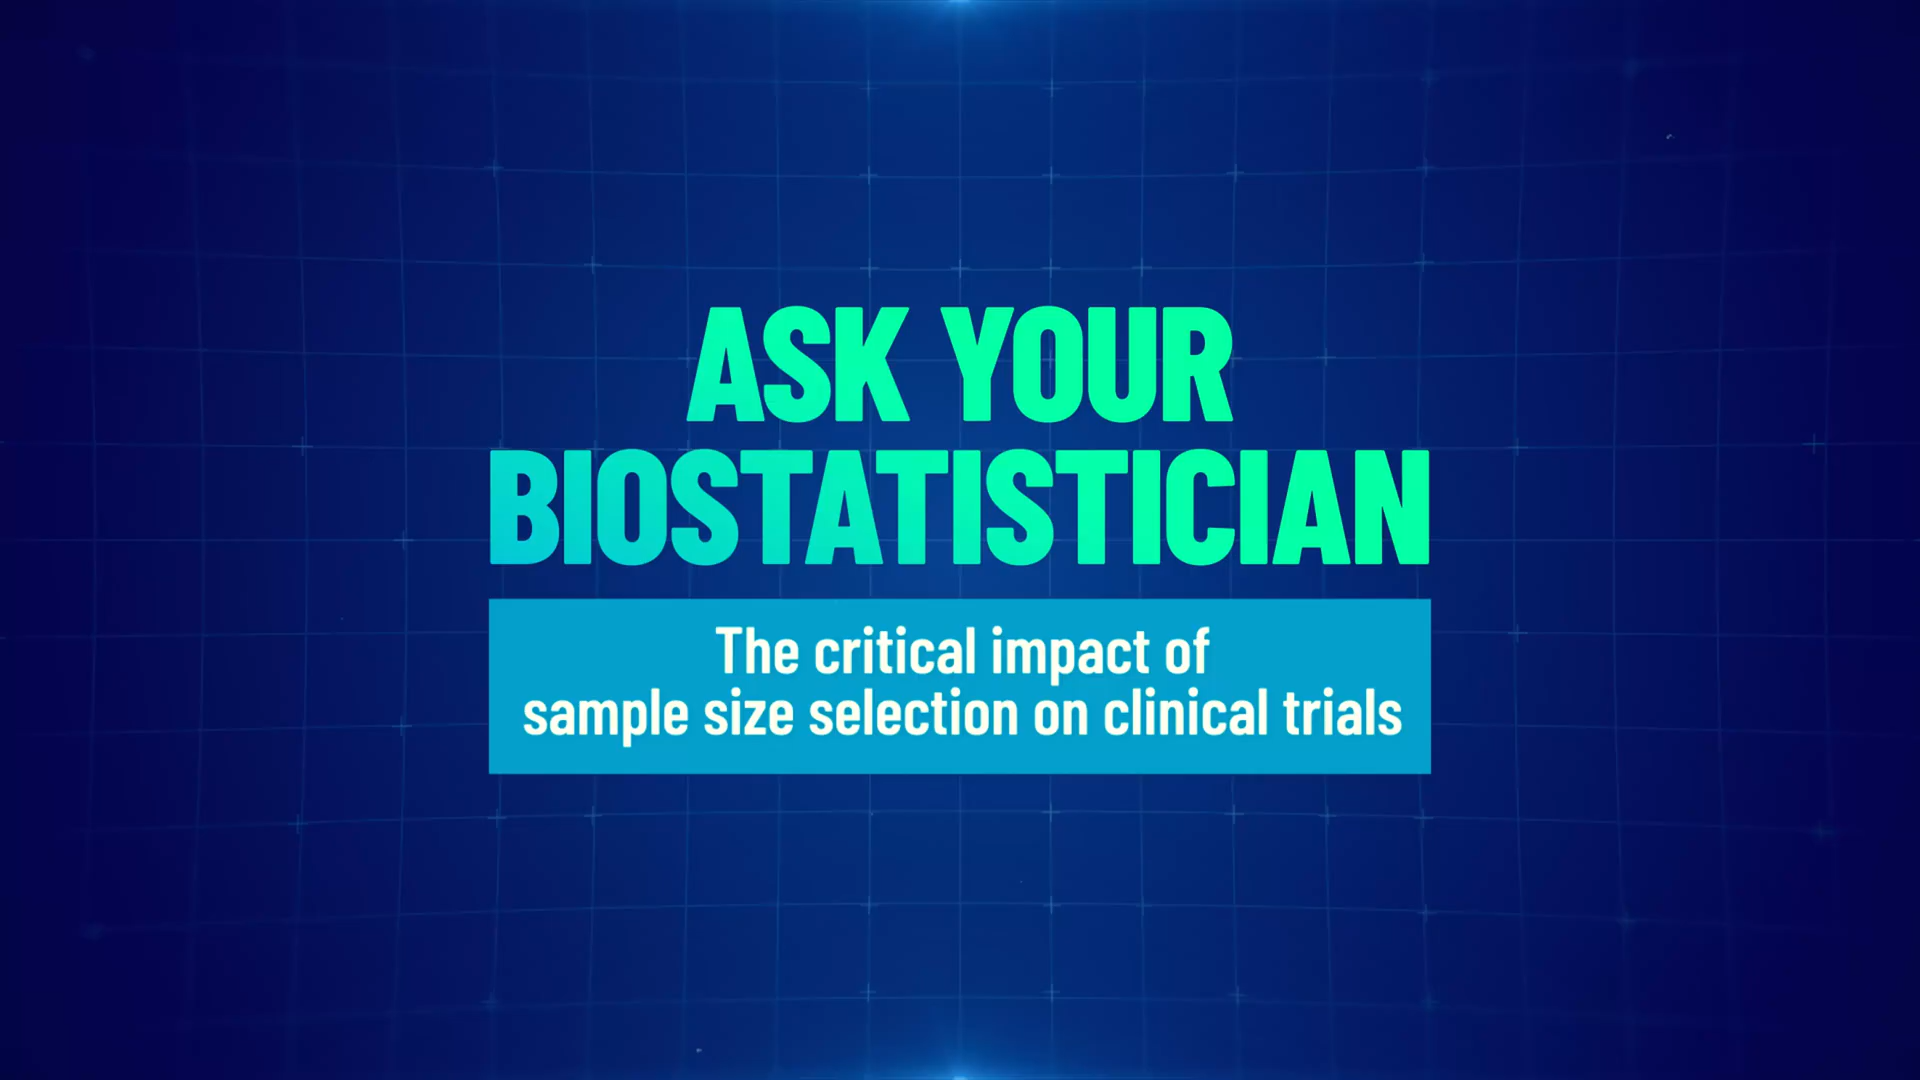 ASK YOUR
BIOSTATISTICIAN
The critical impact of
sample size selection on clinical trials